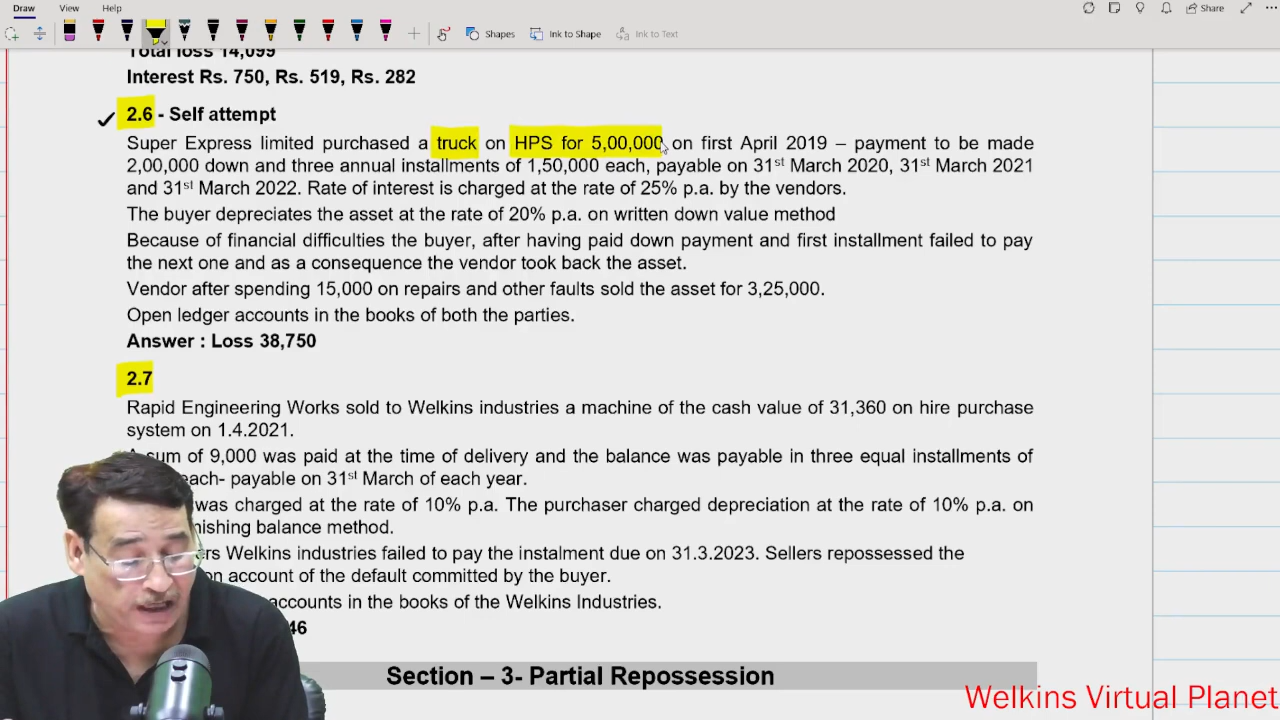 Draw View Help Share
Shapes Ink to Shape Ink to Text
Total loss 14,099
Interest Rs. 750, Rs. 519, Rs. 282
2.6 - Self attempt
Super Express limited purchased a truck on HPS for 5,00,000 on first April 2019 – payment to be made
2,00,000 down and three annual installments of 1,50,000 each, payable on 31st March 2020, 31st March 2021
and 31st March 2022. Rate of interest is charged at the rate of 25% p.a. by the vendors.
The buyer depreciates the asset at the rate of 20% p.a. on written down value method
Because of financial difficulties the buyer, after having paid down payment and first installment failed to pay
the next one and as a consequence the vendor took back the asset.
Vendor after spending 15,000 on repairs and other faults sold the asset for 3,25,000.
Open ledger accounts in the books of both the parties.
Answer : Loss 38,750
2.7
Rapid Engineering Works sold to Welkins industries a machine of the cash value of 31,360 on hire purchase
system on 1.4.2021.
A sum of 9,000 was paid at the time of delivery and the balance was payable in three equal installments of
each- payable on 31st March of each year.
was charged at the rate of 10% p.a. The purchaser charged depreciation at the rate of 10% p.a. on
method.
Welkins industries failed to pay the instalment due on 31.3.2023. Sellers repossessed the
on account of the default committed by the buyer.
accounts in the books of the Welkins Industries.
46
Section – 3- Partial Repossession
Welkins Virtual Planet